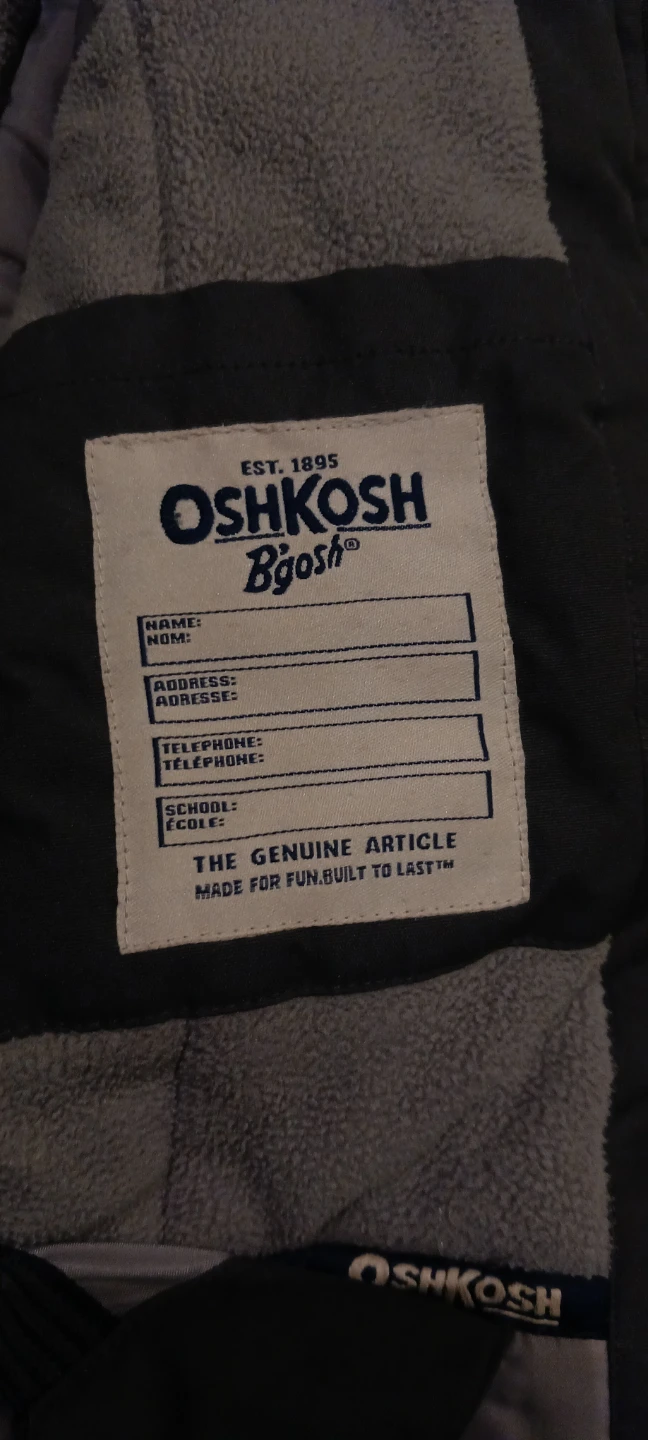 EST. 1895
OSHKOSH
B'gosh®
NAME:
NOM:
ADDRESS:
ADRESSE:
TELEPHONE:
TÉLÉPHONE:
SCHOOL:
ÉCOLE:
THE GENUINE ARTICLE
MADE FOR FUN.BUILT TO LAST™
OSHKOSH